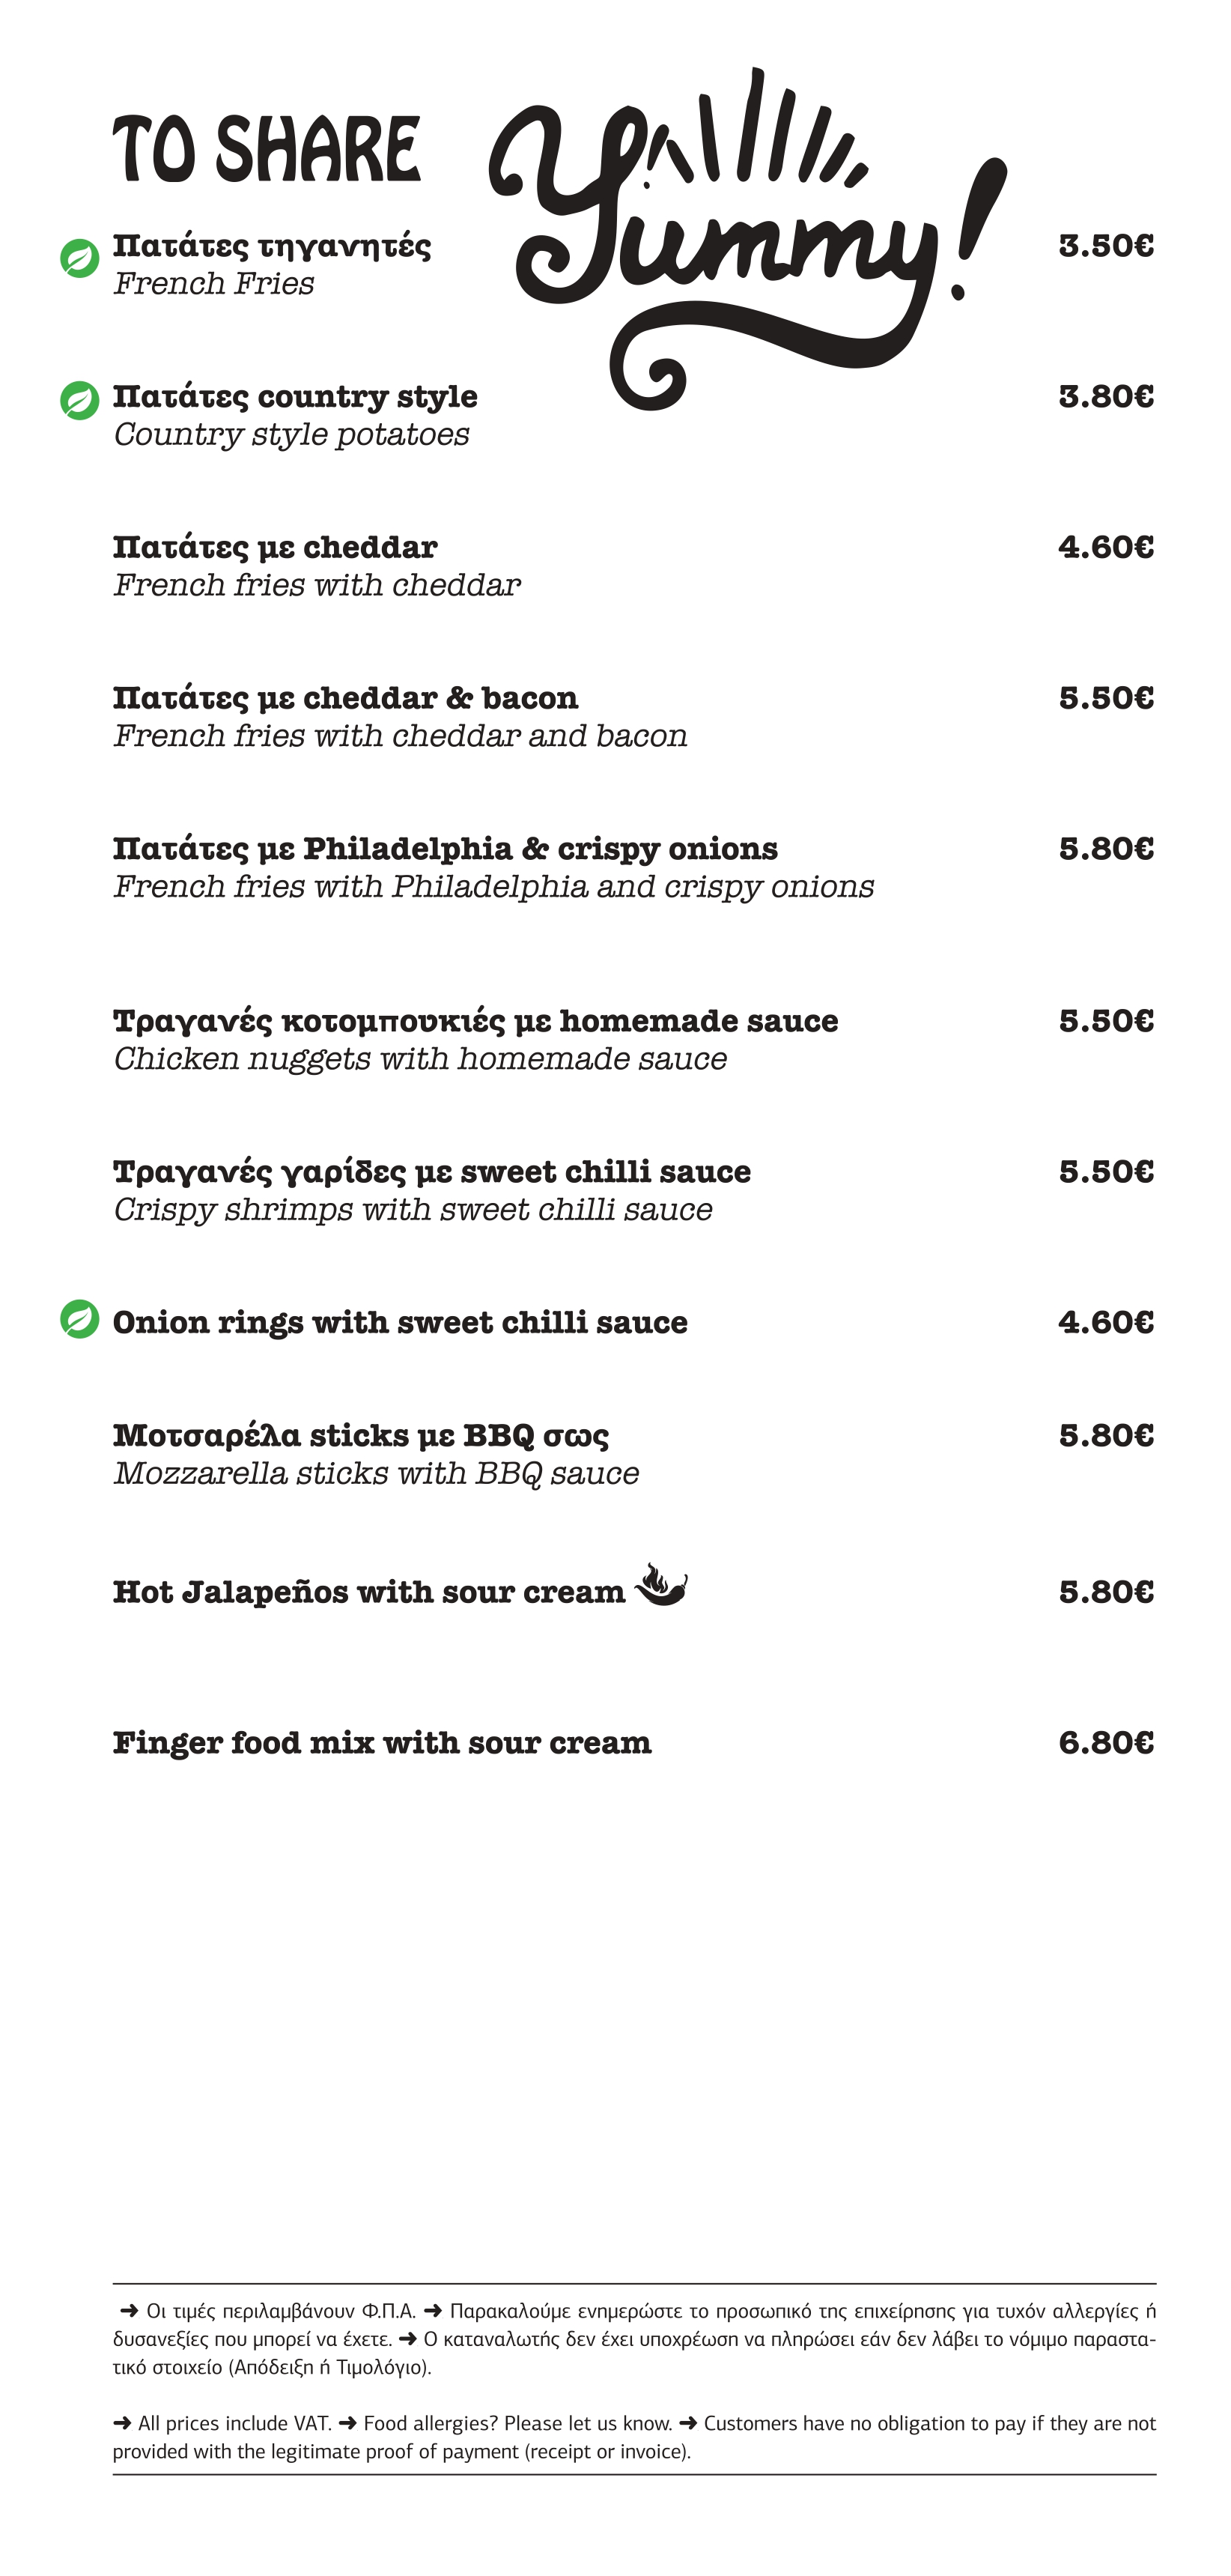 TO SHARE
Yummy!
Πατάτες τηγανητές 3.50€
French Fries
Πατάτες country style 3.80€
Country style potatoes
Πατάτες με cheddar 4.60€
French fries with cheddar
Πατάτες με cheddar & bacon 5.50€
French fries with cheddar and bacon
Πατάτες με Philadelphia & crispy onions 5.80€
French fries with Philadelphia and crispy onions
Τραγανές κοτομπουκιές με homemade sauce 5.50€
Chicken nuggets with homemade sauce
Τραγανές γαρίδες με sweet chilli sauce 5.50€
Crispy shrimps with sweet chilli sauce
Onion rings with sweet chilli sauce 4.60€
Μοτσαρέλα sticks με BBQ σως 5.80€
Mozzarella sticks with BBQ sauce
Hot Jalapeños with sour cream 5.80€
Finger food mix with sour cream 6.80€
➜ Οι τιμές περιλαμβάνουν Φ.Π.Α. ➜ Παρακαλούμε ενημερώστε το προσωπικό της επιχείρησης για τυχόν αλλεργίες ή
δυσανεξίες που μπορεί να έχετε. ➜ Ο καταναλωτής δεν έχει υποχρέωση να πληρώσει εάν δεν λάβει το νόμιμο παραστα-
τικό στοιχείο (Απόδειξη ή Τιμολόγιο).
➜ All prices include VAT. ➜ Food allergies? Please let us know. ➜ Customers have no obligation to pay if they are not
provided with the legitimate proof of payment (receipt or invoice).